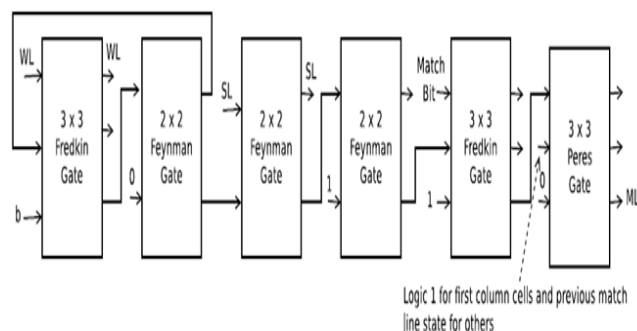 WL
WL
3 x 3
Fredkin
Gate
b
0
2 x 2
Feynman
Gate
SL
SL
2 x 2
Feynman
Gate
1
2 x 2
Feynman
Gate
Match
Bit
1
3 x 3
Fredkin
Gate
0
3 x 3
Peres
Gate
ML
Logic 1 for first column cells and previous match
line state for others